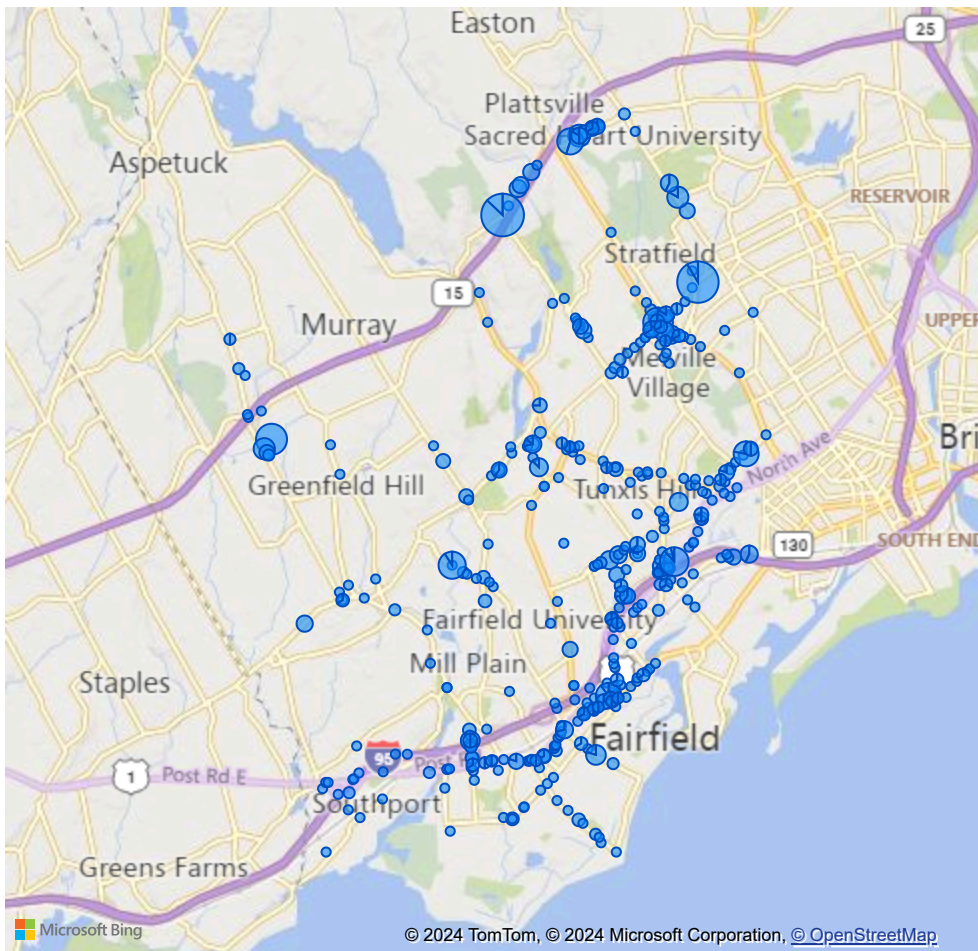 Easton
25
Plattsville
Sacred Heart University
Aspetuck
RESERVOIR
Stratfield
15
Murray
UPPER
Melville
Village
Bri
North Ave
Greenfield Hill
Tunxis Hill
130
SOUTH END
Fairfield University
Mill Plain
Staples
Fairfield
95
1
Post Rd E
Post R
Southport
Greens Farms
Microsoft Bing
© 2024 TomTom, © 2024 Microsoft Corporation, © OpenStreetMap